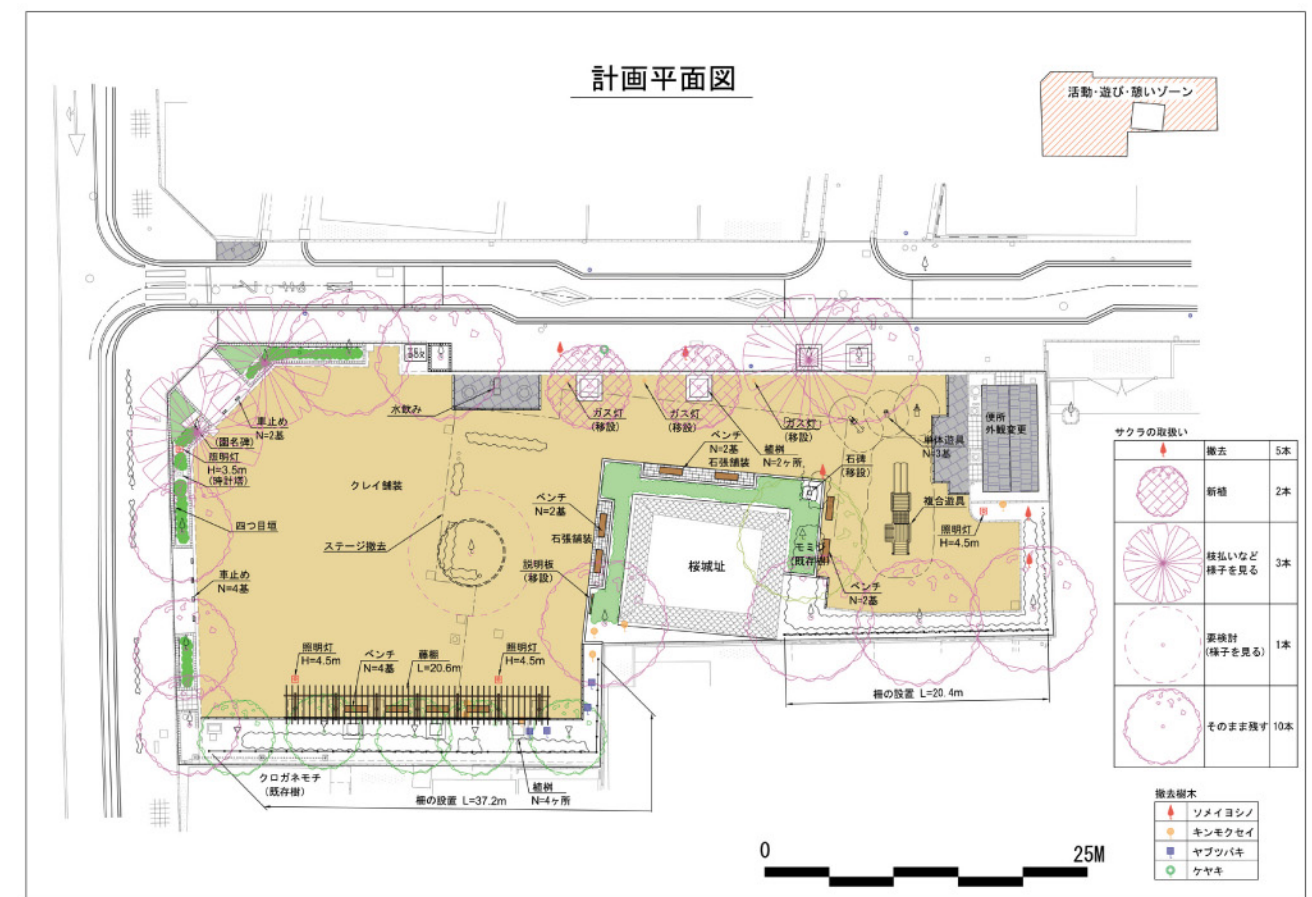 計画平面図
活動・遊び・憩いゾーン
車止め
N=2基
(園名碑)
照明灯
H=3.5m
(時計塔)
四つ目垣
車止め
N=4基
クレイ舗装
水飲み
ステージ撤去
ガス灯
(移設)
ガス灯
(移設)
ガス灯
(移設)
ベンチ
N=2基
石張舗装
植桝
N=2ヶ所
石碑
(移設)
単体遊具
N=3基
便所
外観変更
複合遊具
照明灯
H=4.5m
ベンチ
N=2基
石張舗装
説明板
(移設)
桜城址
モミジ
(既存樹)
ベンチ
N=2基
照明灯
H=4.5m
ベンチ
N=4基
藤棚
L=20.6m
照明灯
H=4.5m
柵の設置 L=20.4m
クロガネモチ
(既存樹)
柵の設置 L=37.2m
植桝
N=4ヶ所
サクラの取扱い
撤去 5本
新植 2本
枝払いなど
様子を見る 3本
要検討
(様子を見る) 1本
そのまま残す 10本
撤去樹木
ソメイヨシノ
キンモクセイ
ヤブツバキ
ケヤキ
0 25M